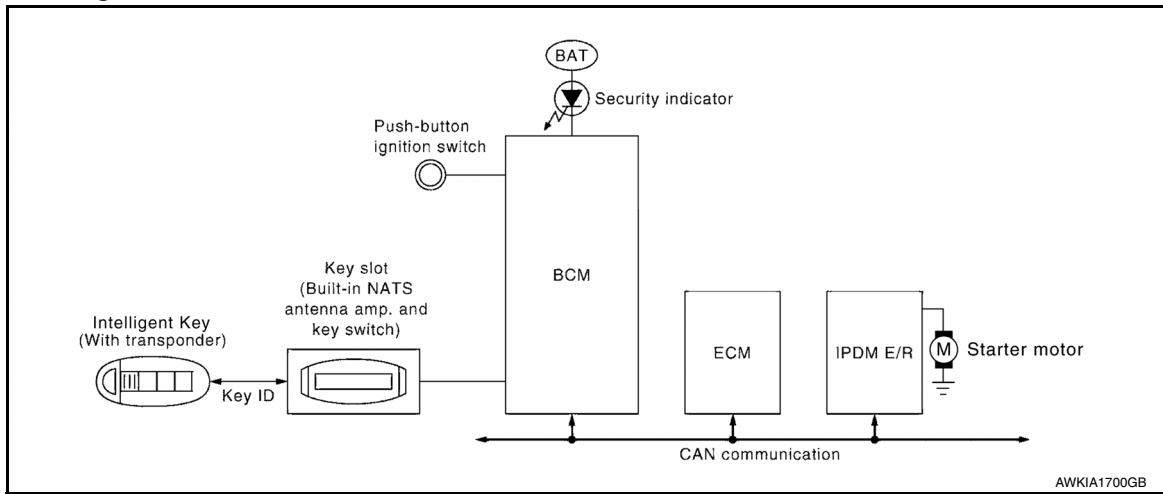 BAT
Security indicator
Push-button
ignition switch
BCM
Key slot
(Built-in NATS
antenna amp. and
key switch)
Intelligent Key
(With transponder)
Key ID
ECM
IPDM E/R
M
Starter motor
CAN communication
AWKIA1700GB